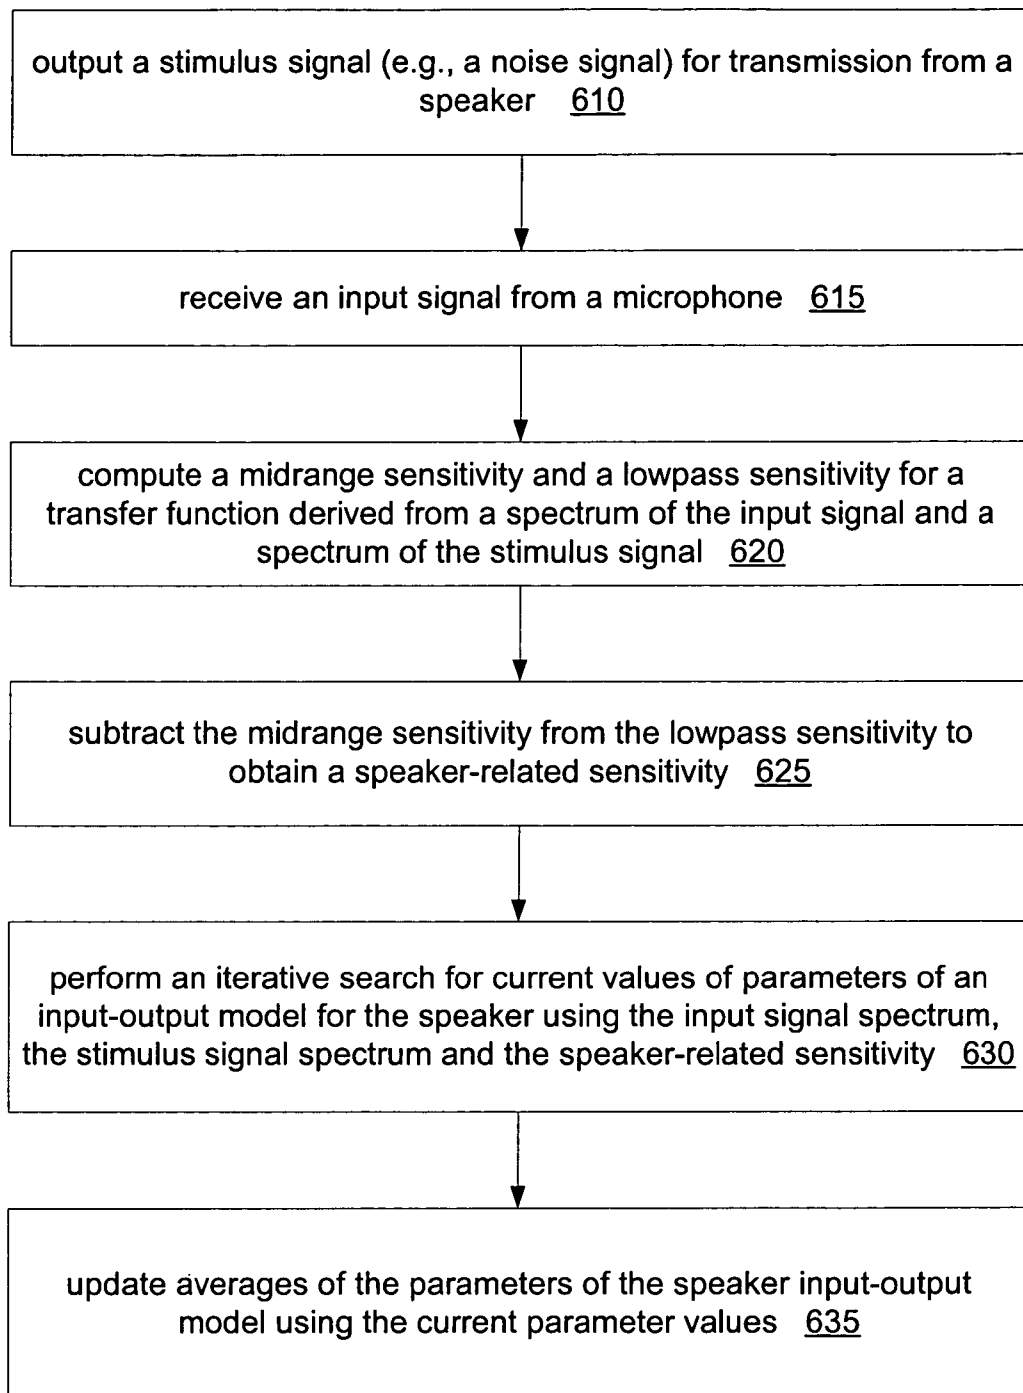 output a stimulus signal (e.g., a noise signal) for transmission from a
speaker 610
receive an input signal from a microphone 615
compute a midrange sensitivity and a lowpass sensitivity for a
transfer function derived from a spectrum of the input signal and a
spectrum of the stimulus signal 620
subtract the midrange sensitivity from the lowpass sensitivity to
obtain a speaker-related sensitivity 625
perform an iterative search for current values of parameters of an
input-output model for the speaker using the input signal spectrum,
the stimulus signal spectrum and the speaker-related sensitivity 630
update averages of the parameters of the speaker input-output
model using the current parameter values 635